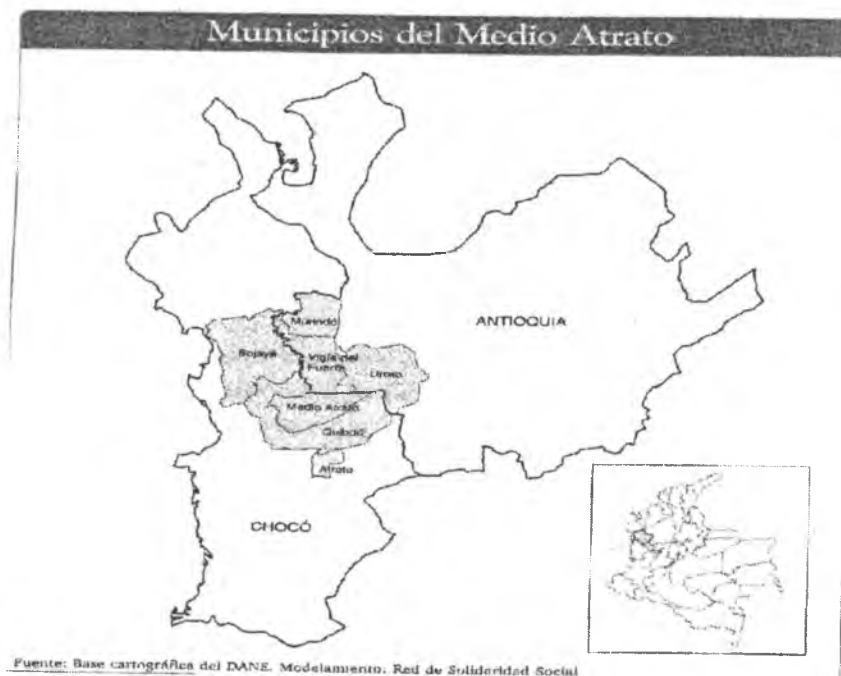 Municipios del Medio Atrato
Murindó
ANTIOQUIA
Bojayá
Vigía del
Fuerte
Urrao
Medio Atrato
Quibdó
Atrato
CHOCÓ
Fuente: Base cartográfica del DANE. Modelamiento: Red de Solidaridad Social